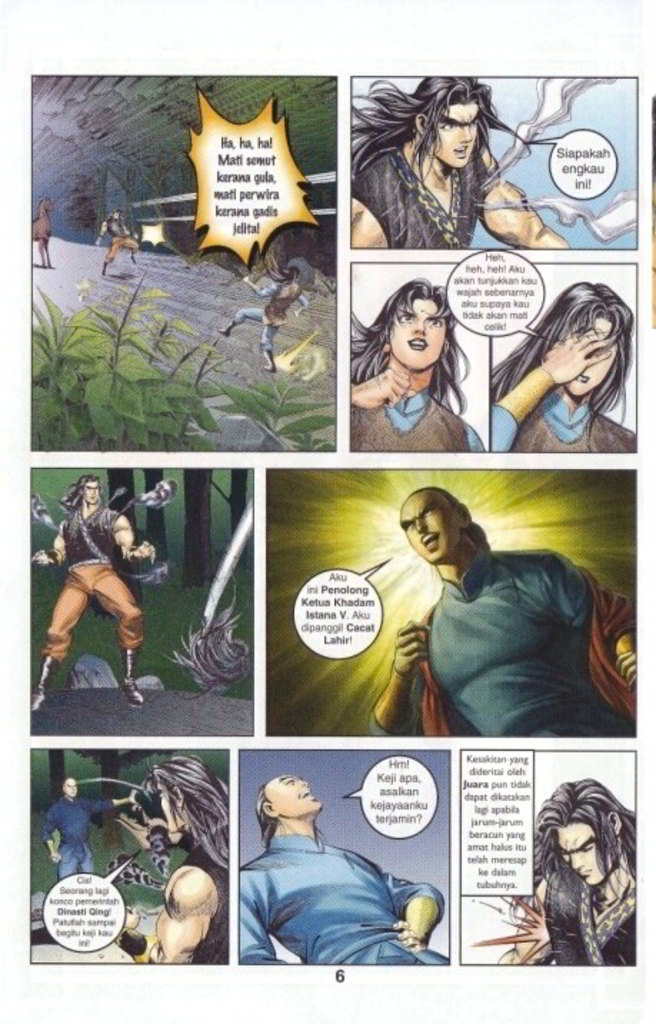 Ha, ha, ha!
Mati semut
kerana gula,
mati perwira
kerana gadis
jelita!
Siapakah
engkau
ini!
Heh,
heh, heh! Aku
akan tunjukkan kau
wajah sebenarnya
aku supaya kau
tidak akan mati
celik!
Aku
ini Penolong
Ketua Khadam
Istana V. Aku
dipanggil Cacat
Lahir!
Cis!
Seorang lagi
konco pemerintah
Dinasti Qing!
Patutlah sampai
begitu keji kau
ini!
Hm!
Keji apa,
asalkan
kejayaanku
terjamin?
Kesakitan yang
dideritai oleh
Juara pun tidak
dapat dikatakan
lagi apabila
jarum-jarum
beracun yang
amat halus itu
telah meresap
ke dalam
tubuhnya.
6